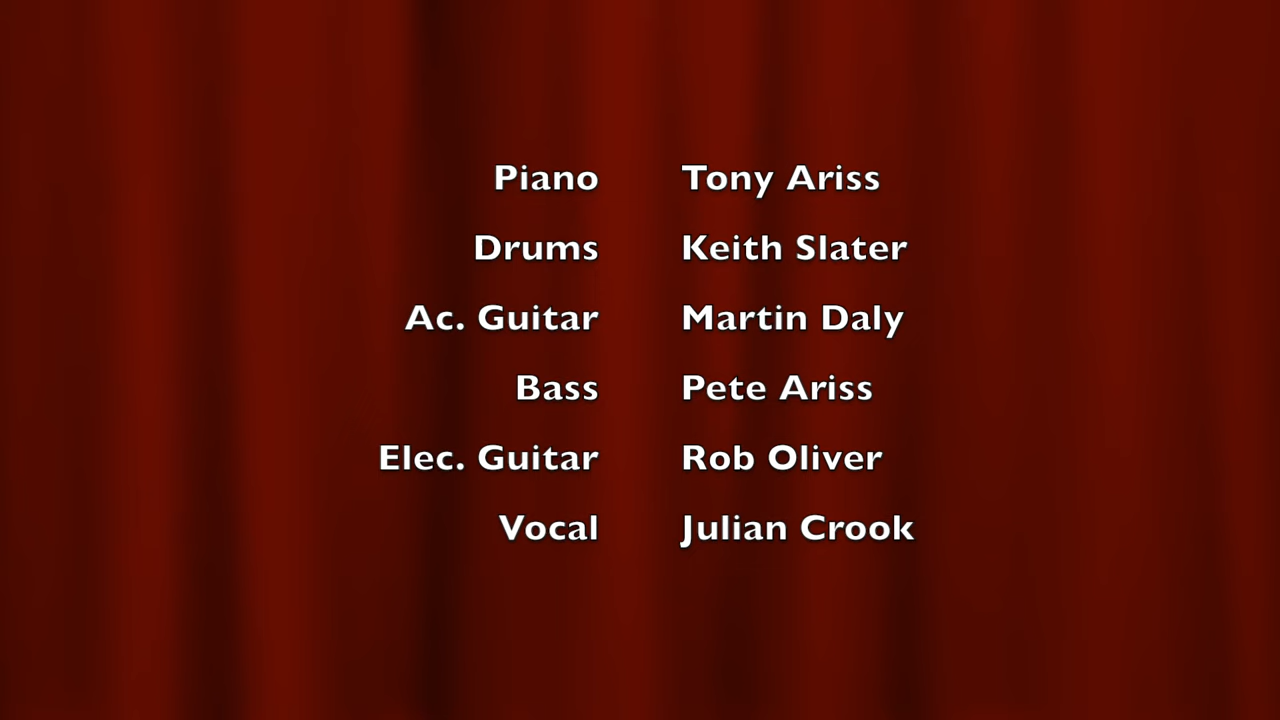 Piano Tony Ariss
Drums Keith Slater
Ac. Guitar Martin Daly
Bass Pete Ariss
Elec. Guitar Rob Oliver
Vocal Julian Crook